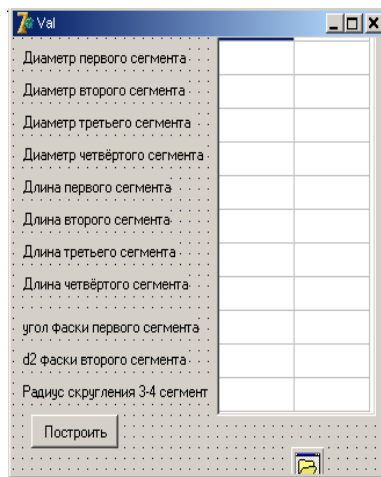 Val
Диаметр первого сегмента
Диаметр второго сегмента
Диаметр третьего сегмента
Диаметр четвёртого сегмента
Длина первого сегмента
Длина второго сегмента
Длина третьего сегмента
Длина четвёртого сегмента
угол фаски первого сегмента
d2 фаски второго сегмента
Радиус скругления 3-4 сегмент
Построить